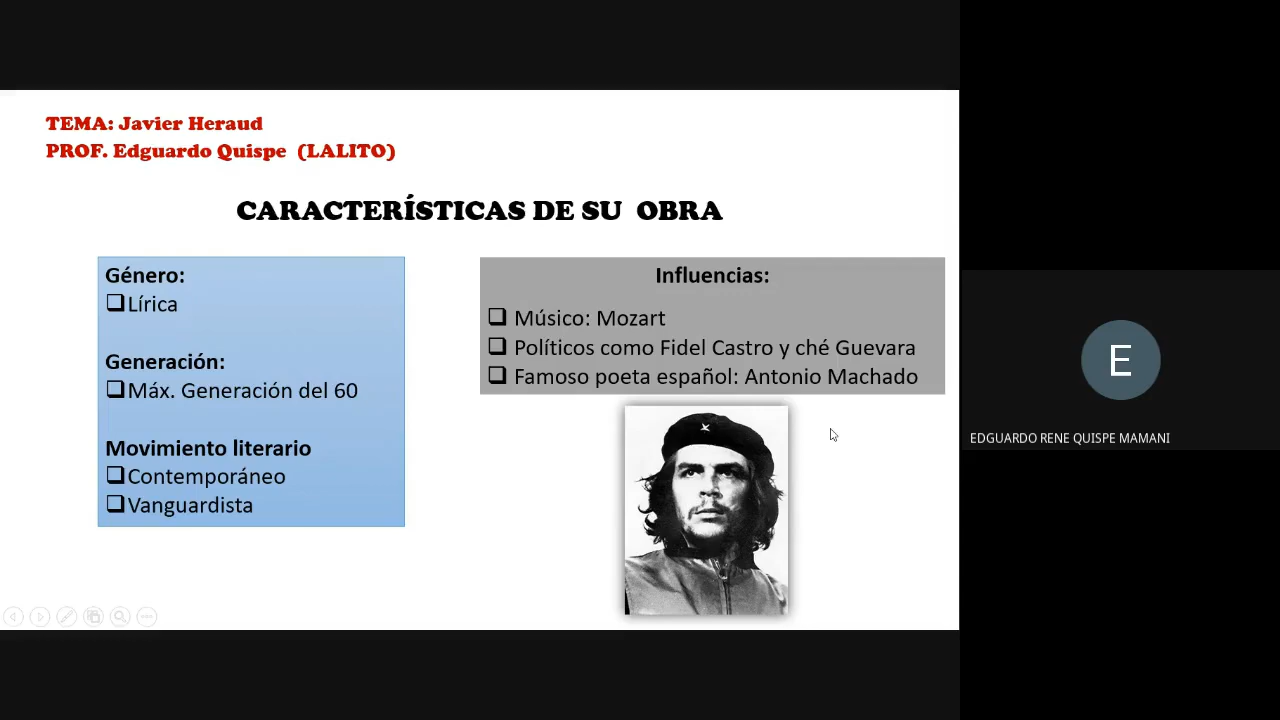 TEMA: Javier Heraud
PROF. Edguardo Quispe (LALITO)
CARACTERÍSTICAS DE SU OBRA
Género:
❑Lírica
Generación:
❑Máx. Generación del 60
Movimiento literario
❑Contemporáneo
❑Vanguardista
Influencias:
❑ Músico: Mozart
❑ Políticos como Fidel Castro y ché Guevara
❑ Famoso poeta español: Antonio Machado
E
EDGUARDO RENE QUISPE MAMANI